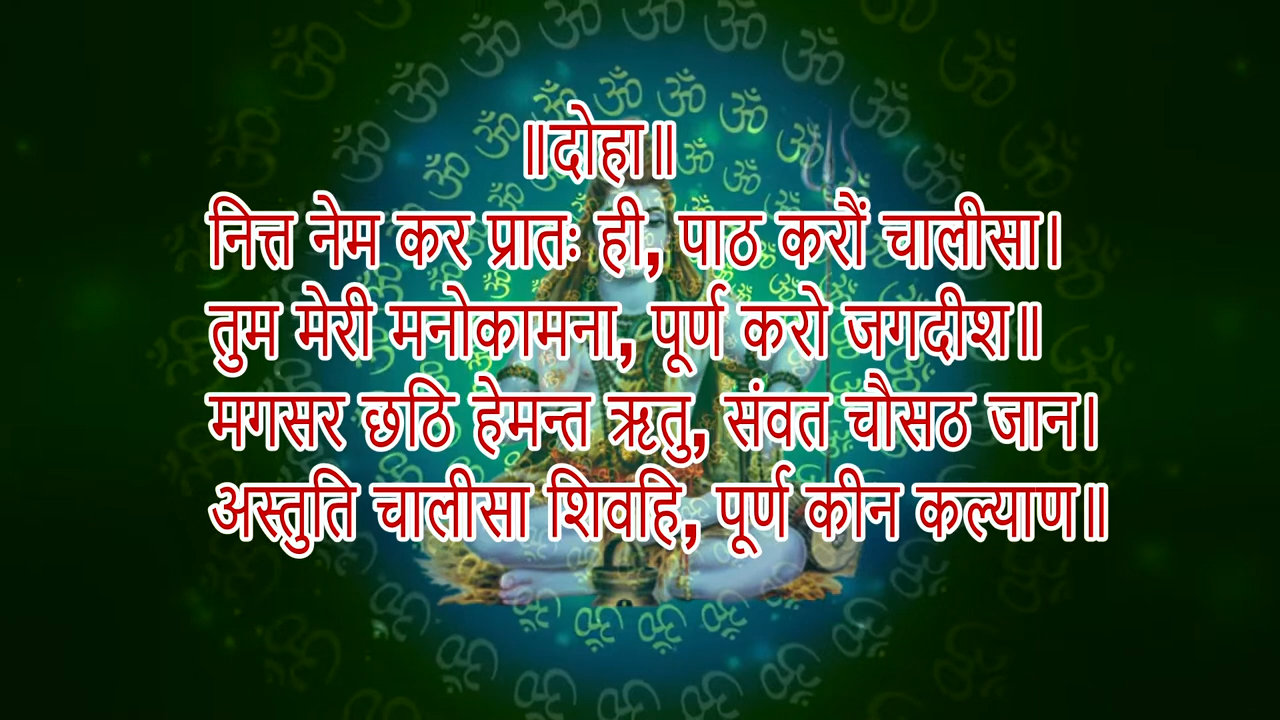 ॥दोहा॥
नित्त नेम कर प्रातः ही, पाठ करौं चालीसा।
तुम मेरी मनोकामना, पूर्ण करो जगदीश॥
मगसर छठि हेमन्त ऋतु, संवत चौसठ जान।
अस्तुति चालीसा शिवहि, पूर्ण कीन कल्याण॥